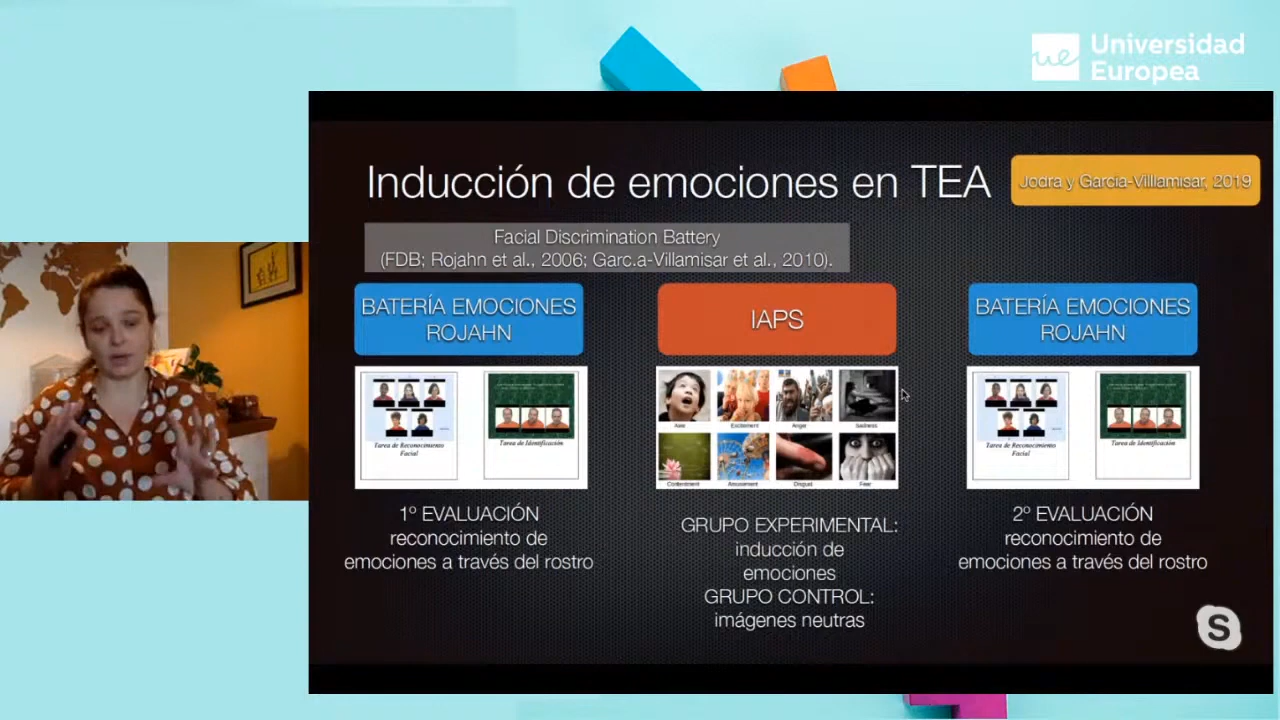 Universidad
Europea
Inducción de emociones en TEA
Jodra y García-Villamisar, 2019
Facial Discrimination Battery
(FDB; Rojahn et al., 2006; Garc.a-Villamisar et al., 2010).
BATERÍA EMOCIONES
ROJAHN
IAPS
BATERÍA EMOCIONES
ROJAHN
Tarea de Reconocimiento
Facial
Tarea de Identificación
Awe
Excitement
Anger
Sadness
Contentment
Amusement
Disgust
Fear
Tarea de Reconocimiento
Facial
Tarea de Identificación
1º EVALUACIÓN
reconocimiento de
emociones a través del rostro
GRUPO EXPERIMENTAL:
inducción de
emociones
GRUPO CONTROL:
imágenes neutras
2º EVALUACIÓN
reconocimiento de
emociones a través del rostro
S